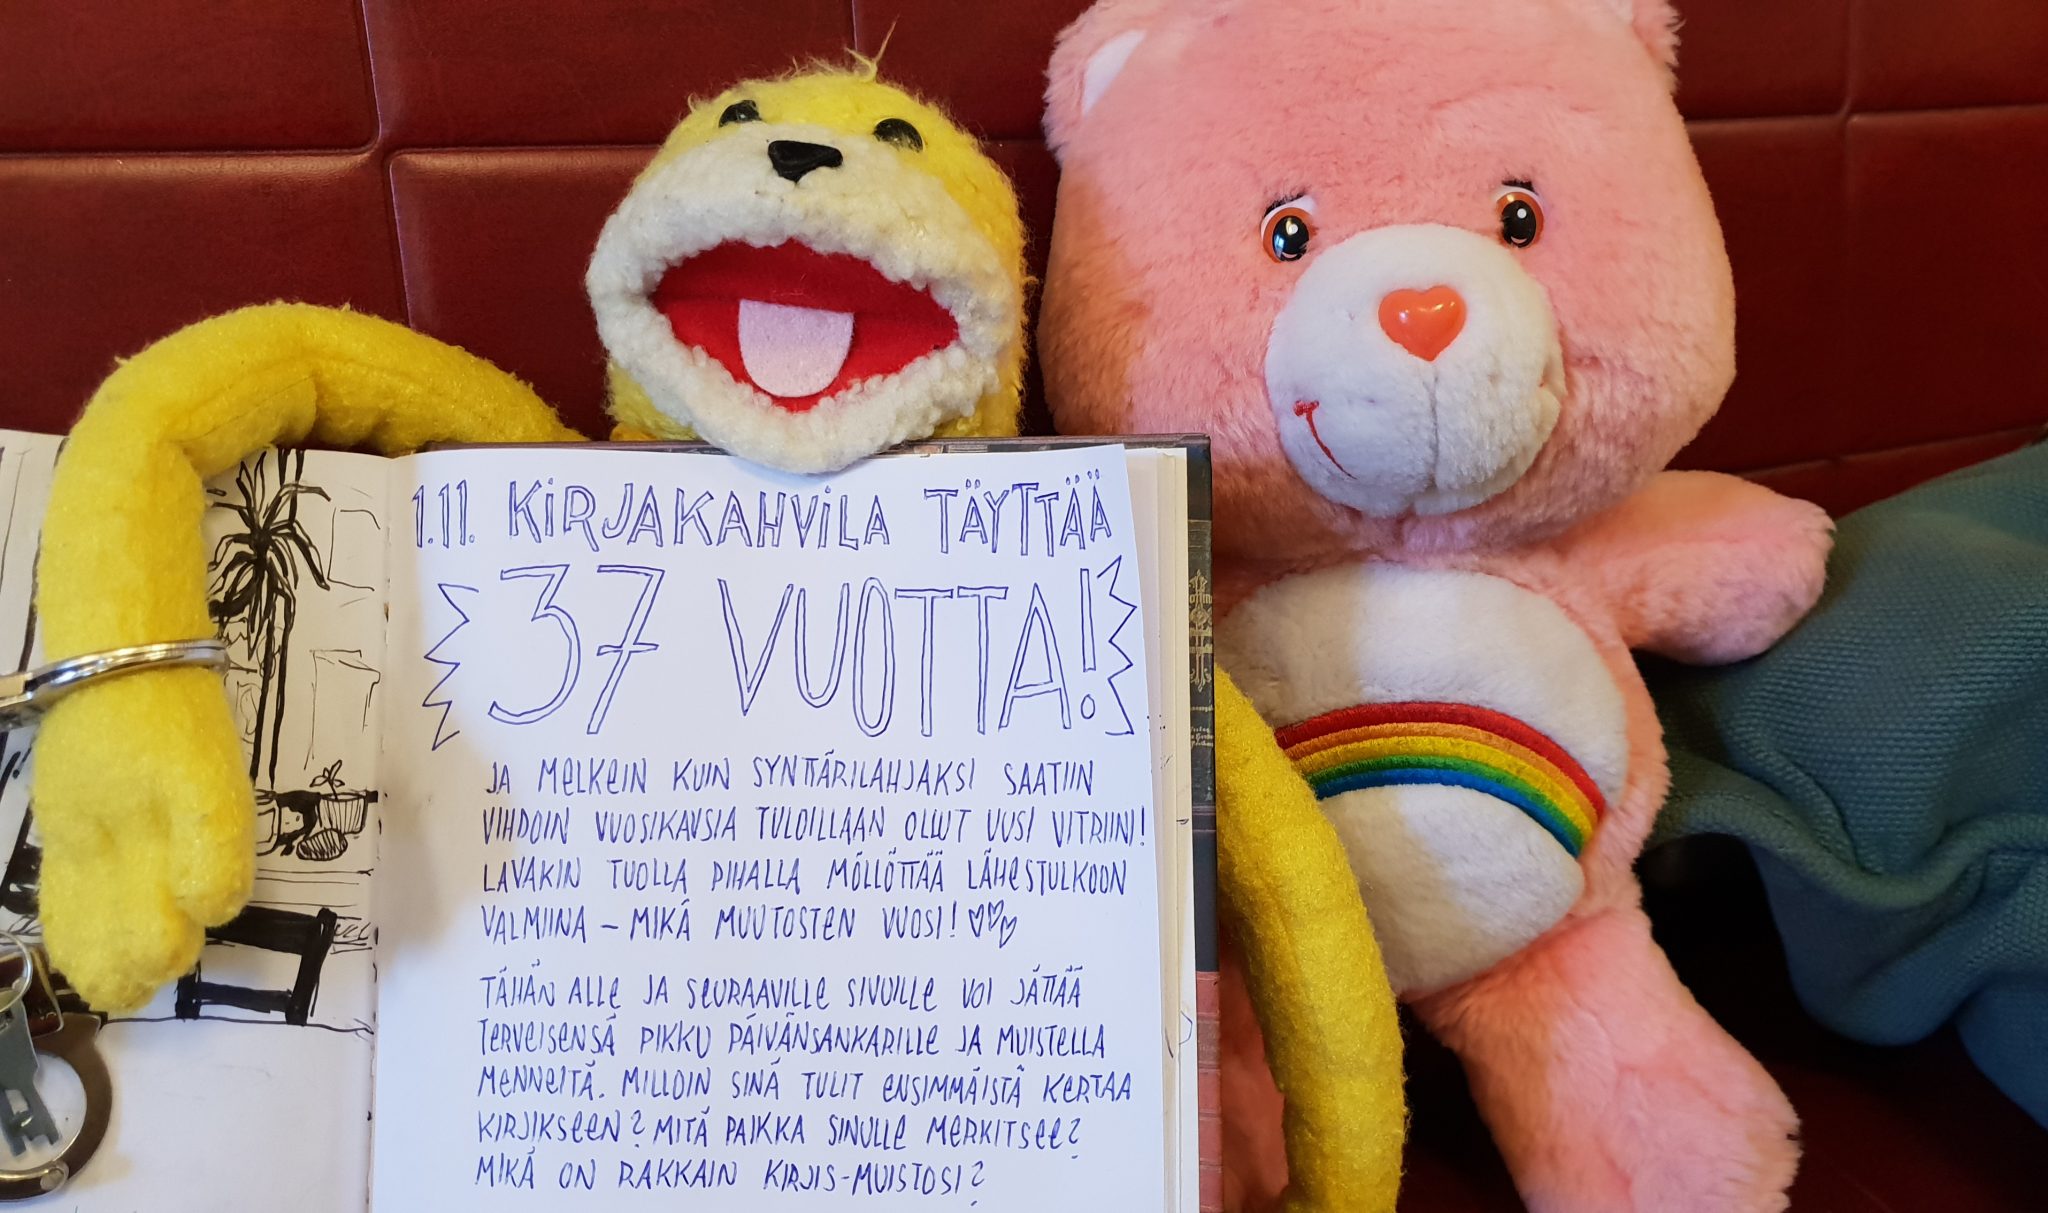 1.11. KIRJAKAHVILA TÄYTTÄÄ
37 VUOTTA!
JA MELKEIN KUIN SYNTTÄRILAHJAKSI SAATIIN
VIHDOIN VUOSIKAUSIA TULOILLAAN OLLUT UUSI VITRIINI!
LAVAKIN TUOLLA PIHALLA MÖLLÖTTÄÄ LÄHESTULKOON
VALMIINA – MIKÄ MUUTOSTEN VUOSI!
TÄHÄN ALLE JA SEURAAVILLE SIVUILLE VOI JÄTTÄÄ
TERVEISENSÄ PIKKU PÄIVÄNSANKARILLE JA MUISTELLA
MENNEITÄ. MILLOIN SINÄ TULIT ENSIMMÄISTÄ KERTAA
KIRJIKSEEN? MITÄ PAIKKA SINULLE MERKITSEE?
MIKÄ ON RAKKAIN KIRJIS-MUISTOSI?